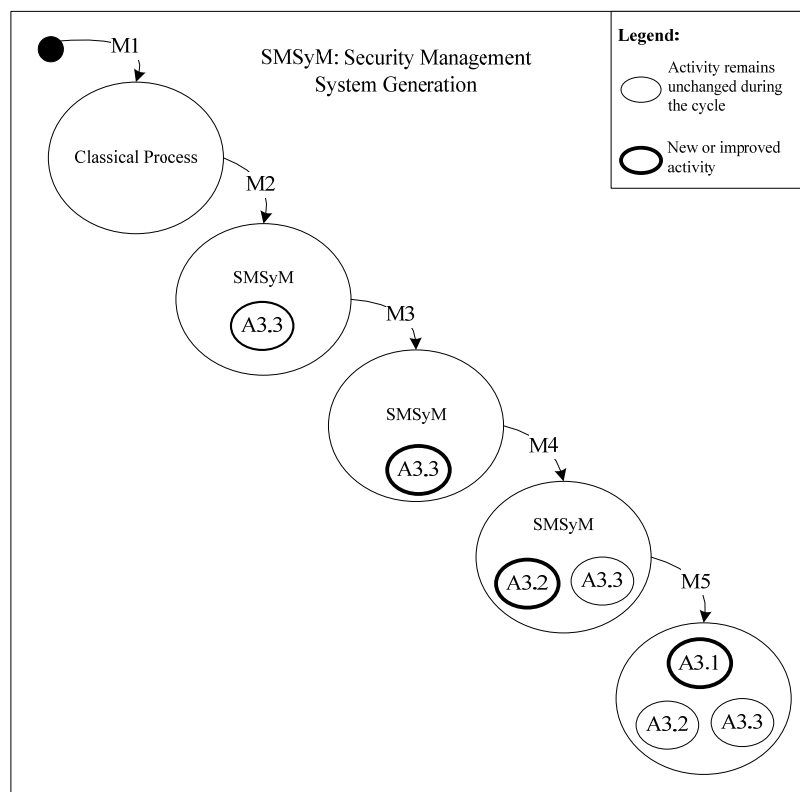 M1
SMSyM: Security Management
System Generation
Legend:
Activity remains
unchanged during
the cycle
New or improved
activity
Classical Process
M2
SMSyM
A3.3
M3
SMSyM
A3.3
M4
SMSyM
A3.2 A3.3
M5
A3.1
A3.2 A3.3